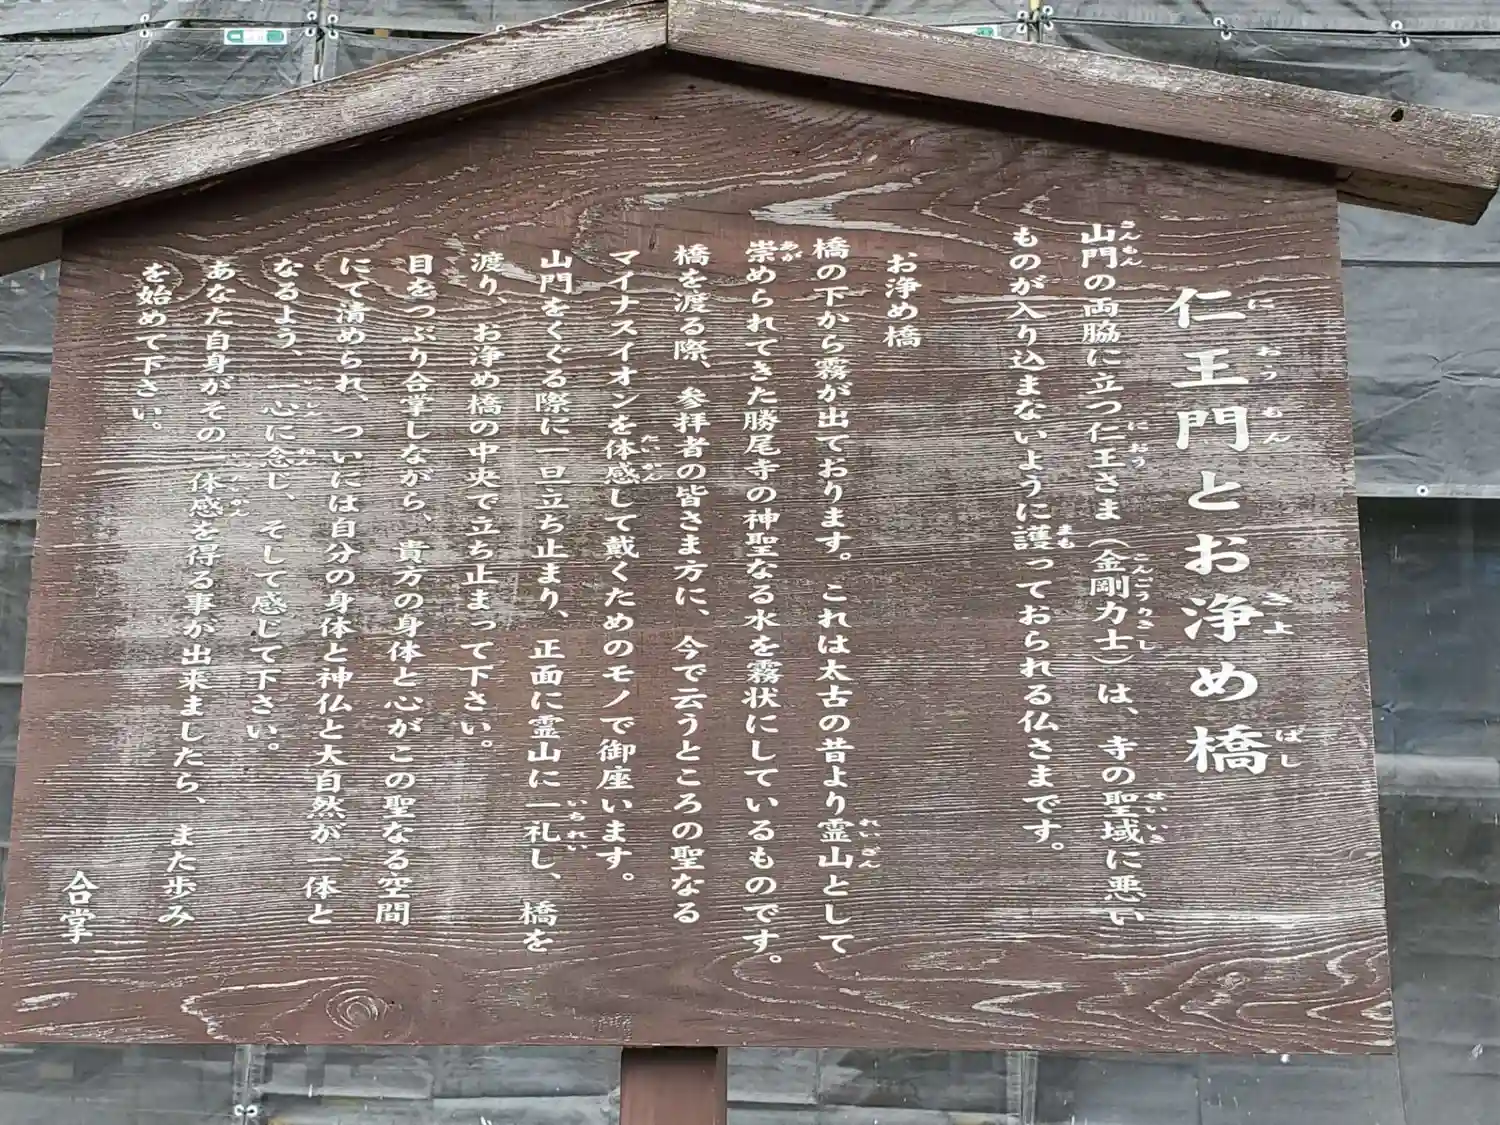 仁王門とお浄め橋
山門の両脇に立つ仁王さま（金剛力士）は、寺の聖域に悪い
ものが入り込まないように護っておられる仏さまです。
お浄め橋
橋の下から霧が出ております。これは太古の昔より霊山として
崇められてきた勝尾寺の神聖なる水を霧状にしているものです。
橋を渡る際、参拝者の皆さま方に、今で云うところの聖なる
マイナスイオンを体感して戴くためのモノで御座います。
山門をくぐる際に一旦立ち止まり、正面に霊山に一礼し、橋を
渡り、お浄め橋の中央で立ち止まって下さい。
目をつぶり合掌しながら、貴方の身体と心がこの聖なる空間
にて清められ、ついには自分の身体と神仏と大自然が一体と
なるよう、一心に念じ、そして感じて下さい。
あなた自身がその一体感を得る事が出来ましたら、また歩み
を始めて下さい。
合掌